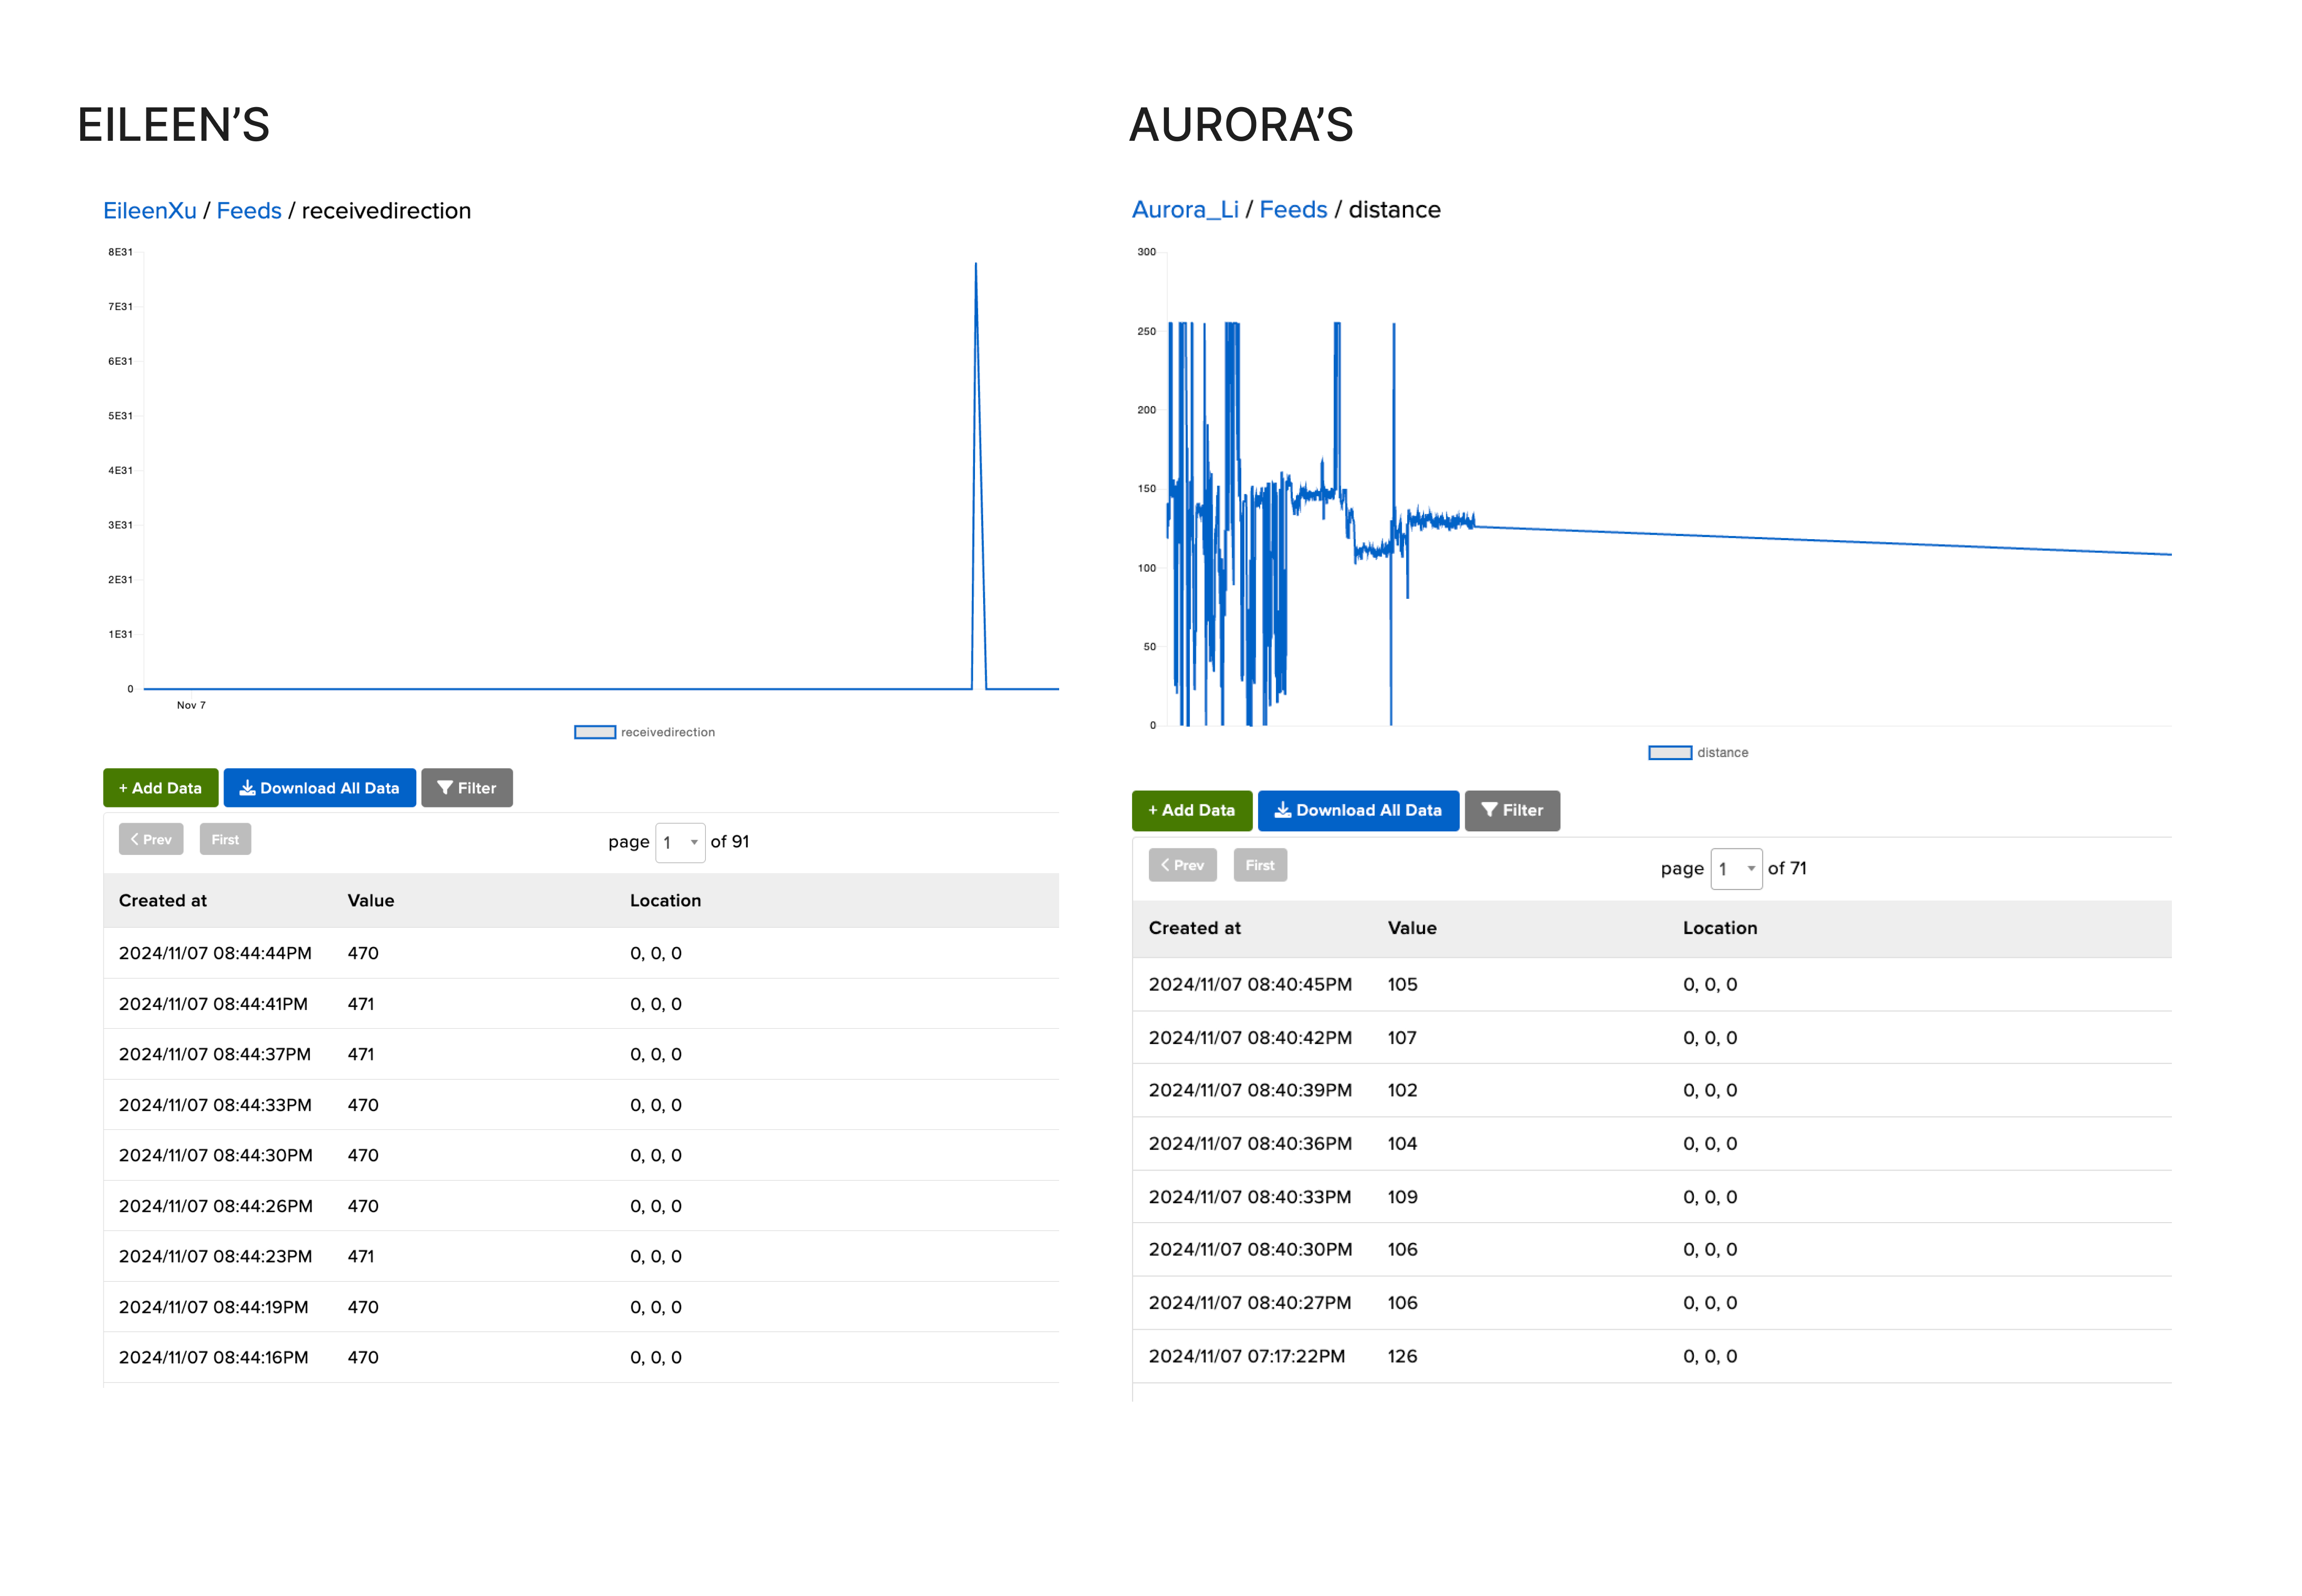 EILEEN’S
EileenXu / Feeds / receivedirection
8E31
7E31
6E31
5E31
4E31
3E31
2E31
1E31
0
Nov 7
receivedirection
+ Add Data
Download All Data
Filter
Prev
First
page 1 of 91
Created at Value Location
2024/11/07 08:44:44PM 470 0, 0, 0
2024/11/07 08:44:41PM 471 0, 0, 0
2024/11/07 08:44:37PM 471 0, 0, 0
2024/11/07 08:44:33PM 470 0, 0, 0
2024/11/07 08:44:30PM 470 0, 0, 0
2024/11/07 08:44:26PM 470 0, 0, 0
2024/11/07 08:44:23PM 471 0, 0, 0
2024/11/07 08:44:19PM 470 0, 0, 0
2024/11/07 08:44:16PM 470 0, 0, 0
AURORA’S
Aurora_Li / Feeds / distance
300
250
200
150
100
50
0
distance
+ Add Data
Download All Data
Filter
Prev
First
page 1 of 71
Created at Value Location
2024/11/07 08:40:45PM 105 0, 0, 0
2024/11/07 08:40:42PM 107 0, 0, 0
2024/11/07 08:40:39PM 102 0, 0, 0
2024/11/07 08:40:36PM 104 0, 0, 0
2024/11/07 08:40:33PM 109 0, 0, 0
2024/11/07 08:40:30PM 106 0, 0, 0
2024/11/07 08:40:27PM 106 0, 0, 0
2024/11/07 07:17:22PM 126 0, 0, 0